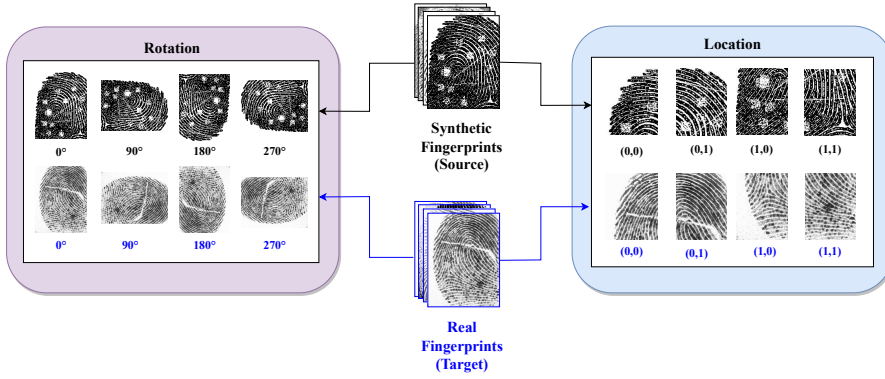 Rotation
0°
90°
180°
270°
0°
90°
180°
270°
Synthetic
Fingerprints
(Source)
Real
Fingerprints
(Target)
Location
(0,0)
(0,1)
(1,0)
(1,1)
(0,0)
(0,1)
(1,0)
(1,1)